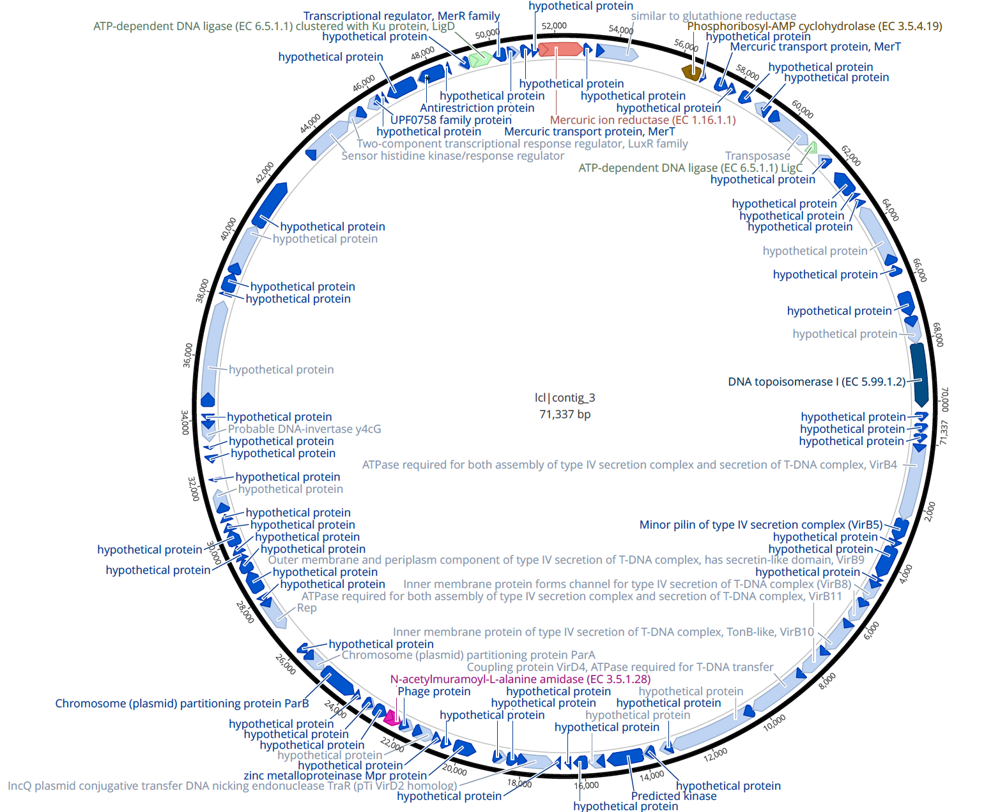 hypothetical protein
Transcriptional regulator, MerR family
similar to glutathione reductase
ATP-dependent DNA ligase (EC 6.5.1.1) clustered with Ku protein, LigD
Phosphoribosyl-AMP cyclohydrolase (EC 3.5.4.19)
50,000
52,000
54,000
hypothetical protein
hypothetical protein
56,000
Mercuric transport protein, MerT
48,000
hypothetical protein
hypothetical protein
58,000
hypothetical protein
46,000
hypothetical protein
hypothetical protein
hypothetical protein
Antirestriction protein
hypothetical protein
60,000
44,000
UPF0758 family protein
Mercuric ion reductase (EC 1.16.1.1)
hypothetical protein
Mercuric transport protein, MerT
Two-component transcriptional response regulator, LuxR family
Sensor histidine kinase/response regulator
Transposase
62,000
ATP-dependent DNA ligase (EC 6.5.1.1) LigC
42,000
hypothetical protein
hypothetical protein
64,000
hypothetical protein
hypothetical protein
40,000
hypothetical protein
hypothetical protein
hypothetical protein
66,000
hypothetical protein
38,000
hypothetical protein
hypothetical protein
hypothetical protein
68,000
hypothetical protein
36,000
hypothetical protein
DNA topoisomerase I (EC 5.99.1.2)
lcl|contig_3
70,000
71,337 bp
34,000
hypothetical protein
hypothetical protein
Probable DNA-invertase y4cG
hypothetical protein
71,337
hypothetical protein
hypothetical protein
hypothetical protein
ATPase required for both assembly of type IV secretion complex and secretion of T-DNA complex, VirB4
hypothetical protein
32,000
hypothetical protein
2,000
hypothetical protein
hypothetical protein
Minor pilin of type IV secretion complex (VirB5)
hypothetical protein
hypothetical protein
hypothetical protein
30,000
hypothetical protein
hypothetical protein
Outer membrane and periplasm component of type IV secretion of T-DNA complex, has secretin-like domain, VirB9
hypothetical protein
hypothetical protein
hypothetical protein
4,000
hypothetical protein
Inner membrane protein forms channel for type IV secretion of T-DNA complex (VirB8)
ATPase required for both assembly of type IV secretion complex and secretion of T-DNA complex, VirB11
28,000
Rep
6,000
Inner membrane protein of type IV secretion of T-DNA complex, TonB-like, VirB10
hypothetical protein
Chromosome (plasmid) partitioning protein ParA
26,000
Coupling protein VirD4, ATPase required for T-DNA transfer
N-acetylmuramoyl-L-alanine amidase (EC 3.5.1.28)
8,000
Phage protein
hypothetical protein
hypothetical protein
Chromosome (plasmid) partitioning protein ParB
hypothetical protein
hypothetical protein
24,000
hypothetical protein
hypothetical protein
10,000
hypothetical protein
hypothetical protein
hypothetical protein
hypothetical protein
22,000
hypothetical protein
12,000
hypothetical protein
20,000
zinc metalloproteinase Mpr protein
14,000
IncQ plasmid conjugative transfer DNA nicking endonuclease TraR (pTi VirD2 homolog)
18,000
16,000
hypothetical protein
hypothetical protein
Predicted kinase
hypothetical protein